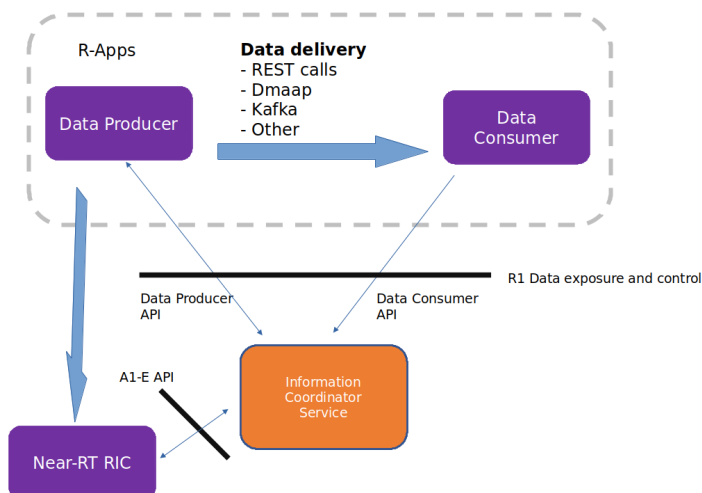 R-Apps
Data delivery
- REST calls
- Dmaap
- Kafka
- Other
Data Producer
Data
Consumer
R1 Data exposure and control
Data Producer
API
Data Consumer
API
A1-E API
Information
Coordinator
Service
Near-RT RIC